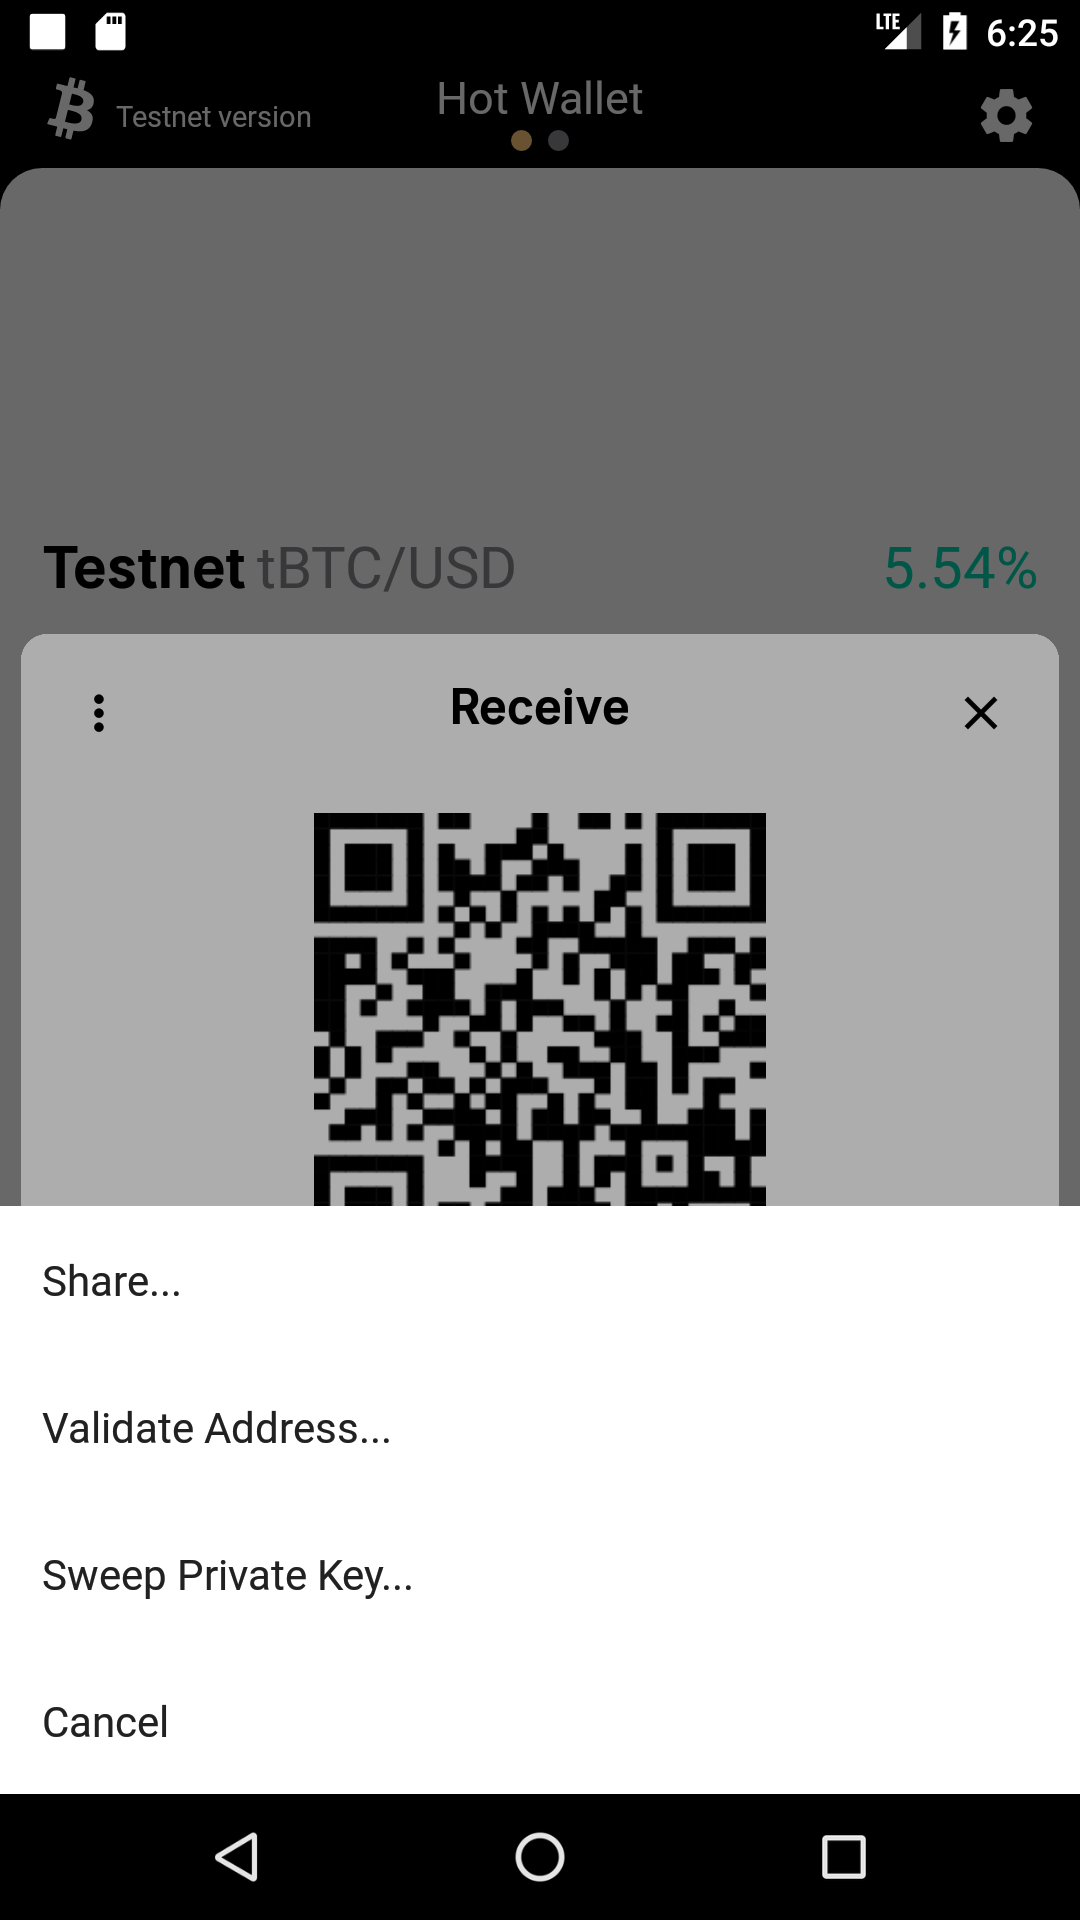 LTE 6:25
Testnet version
Hot Wallet
Testnet tBTC/USD 5.54%
Receive
Share...
Validate Address...
Sweep Private Key...
Cancel